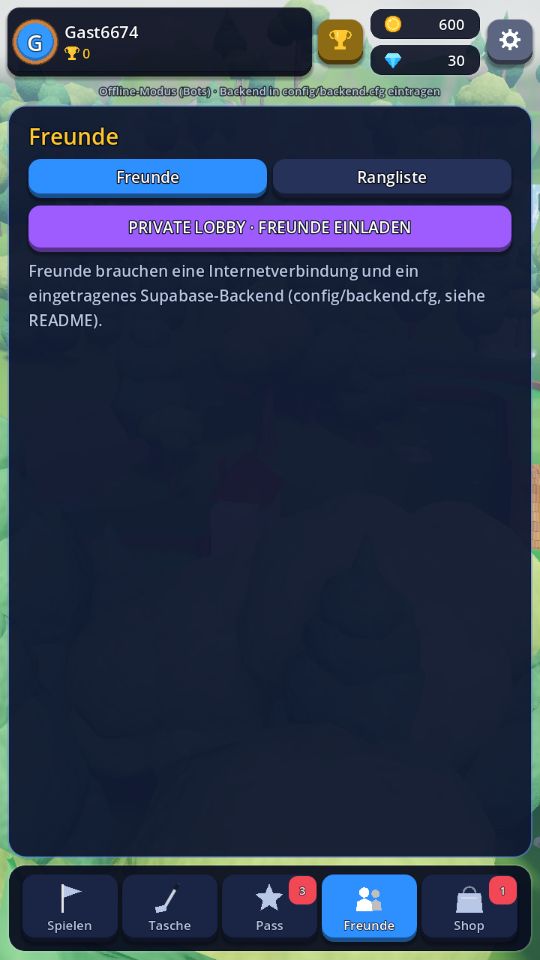 G
Gast6674
0
600
30
Offline-Modus (Bots) · Backend in config/backend.cfg eintragen
Freunde
Freunde
Rangliste
PRIVATE LOBBY · FREUNDE EINLADEN
Freunde brauchen eine Internetverbindung und ein
eingetragenes Supabase-Backend (config/backend.cfg, siehe
README).
Spielen
Tasche
3
Pass
Freunde
1
Shop